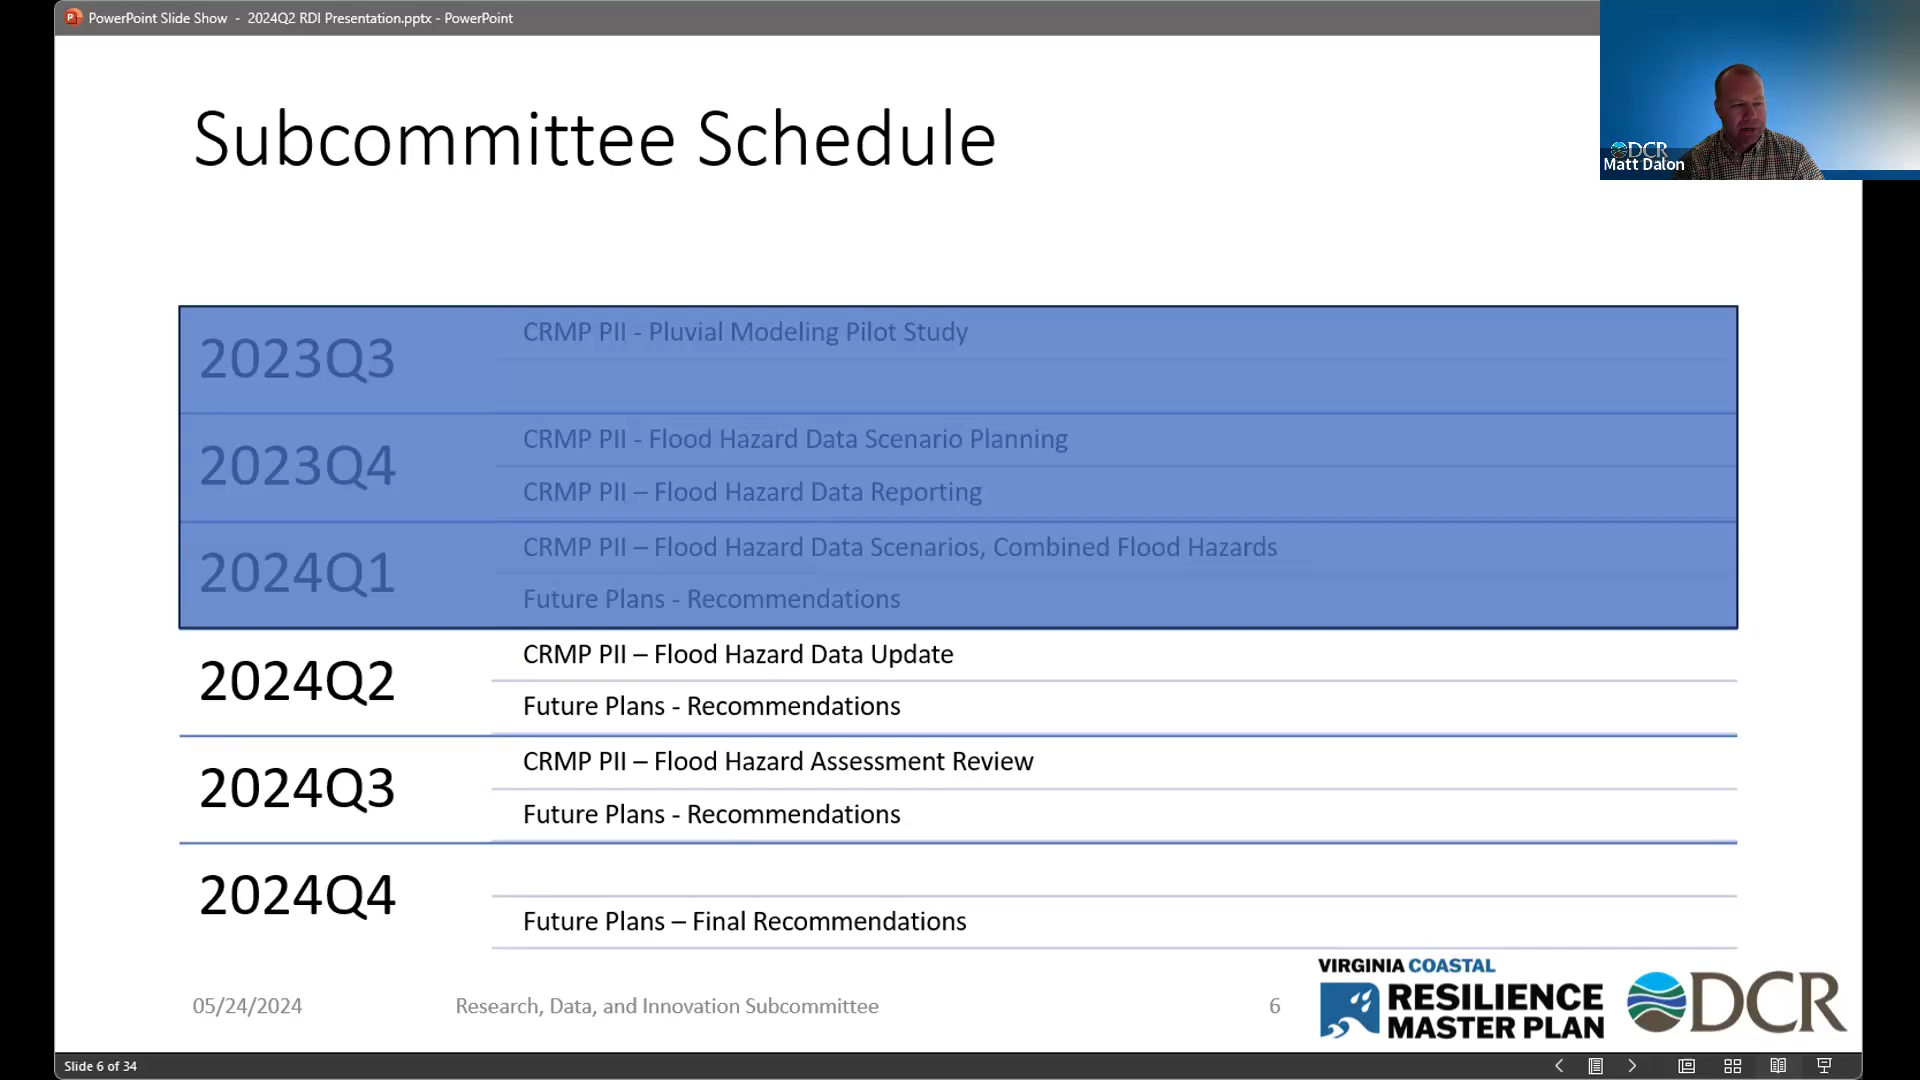 PowerPoint Slide Show - 2024Q2 RDI Presentation.pptx - PowerPoint
DCR
Matt Dalon
Subcommittee Schedule
2023Q3
CRMP PII - Pluvial Modeling Pilot Study
2023Q4
CRMP PII - Flood Hazard Data Scenario Planning
CRMP PII – Flood Hazard Data Reporting
2024Q1
CRMP PII – Flood Hazard Data Scenarios, Combined Flood Hazards
Future Plans - Recommendations
2024Q2
CRMP PII – Flood Hazard Data Update
Future Plans - Recommendations
2024Q3
CRMP PII – Flood Hazard Assessment Review
Future Plans - Recommendations
2024Q4
Future Plans – Final Recommendations
05/24/2024
Research, Data, and Innovation Subcommittee
6
VIRGINIA COASTAL
RESILIENCE
MASTER PLAN
DCR
Slide 6 of 34